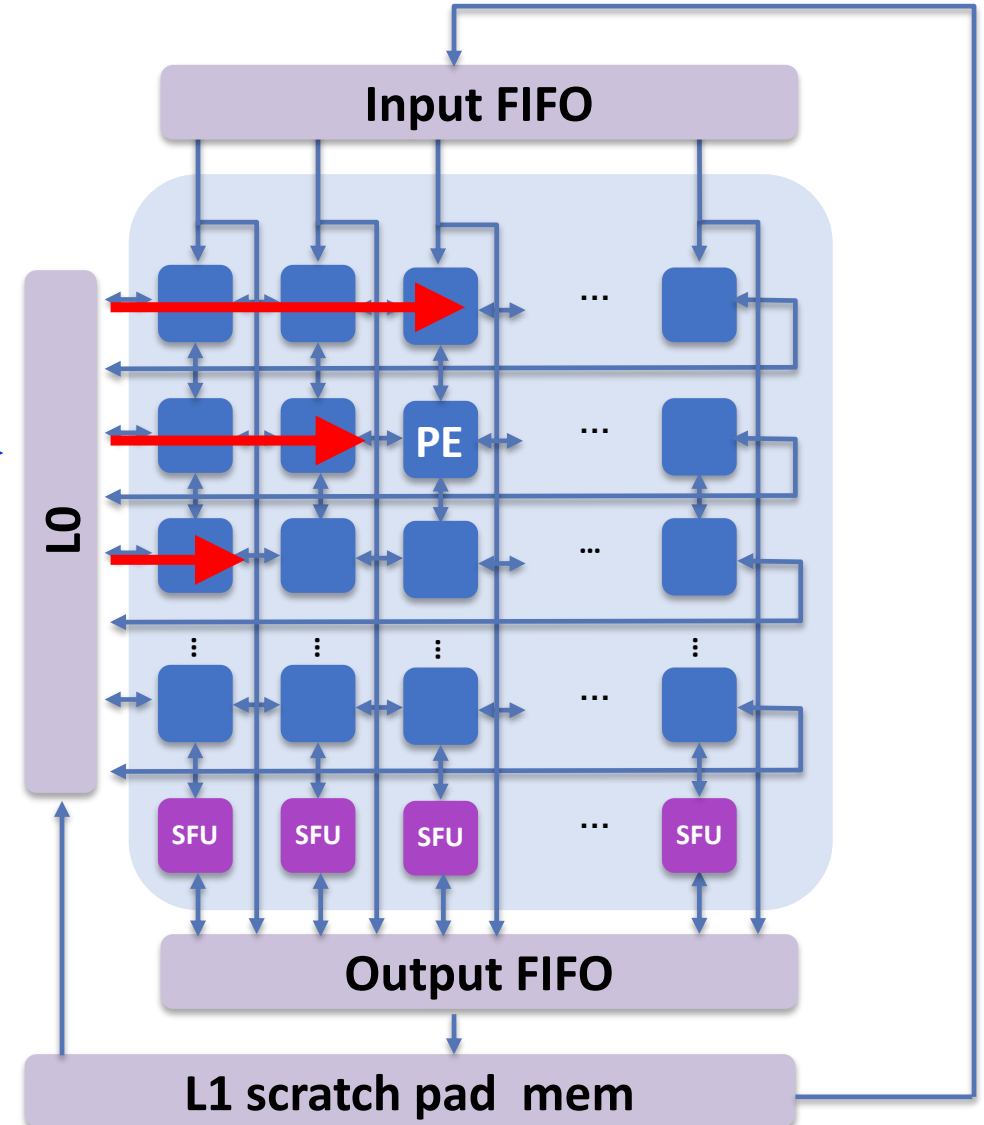 Input FIFO
...
L0
PE
...
...
...
SFU SFU SFU ... SFU
Output FIFO
L1 scratch pad mem